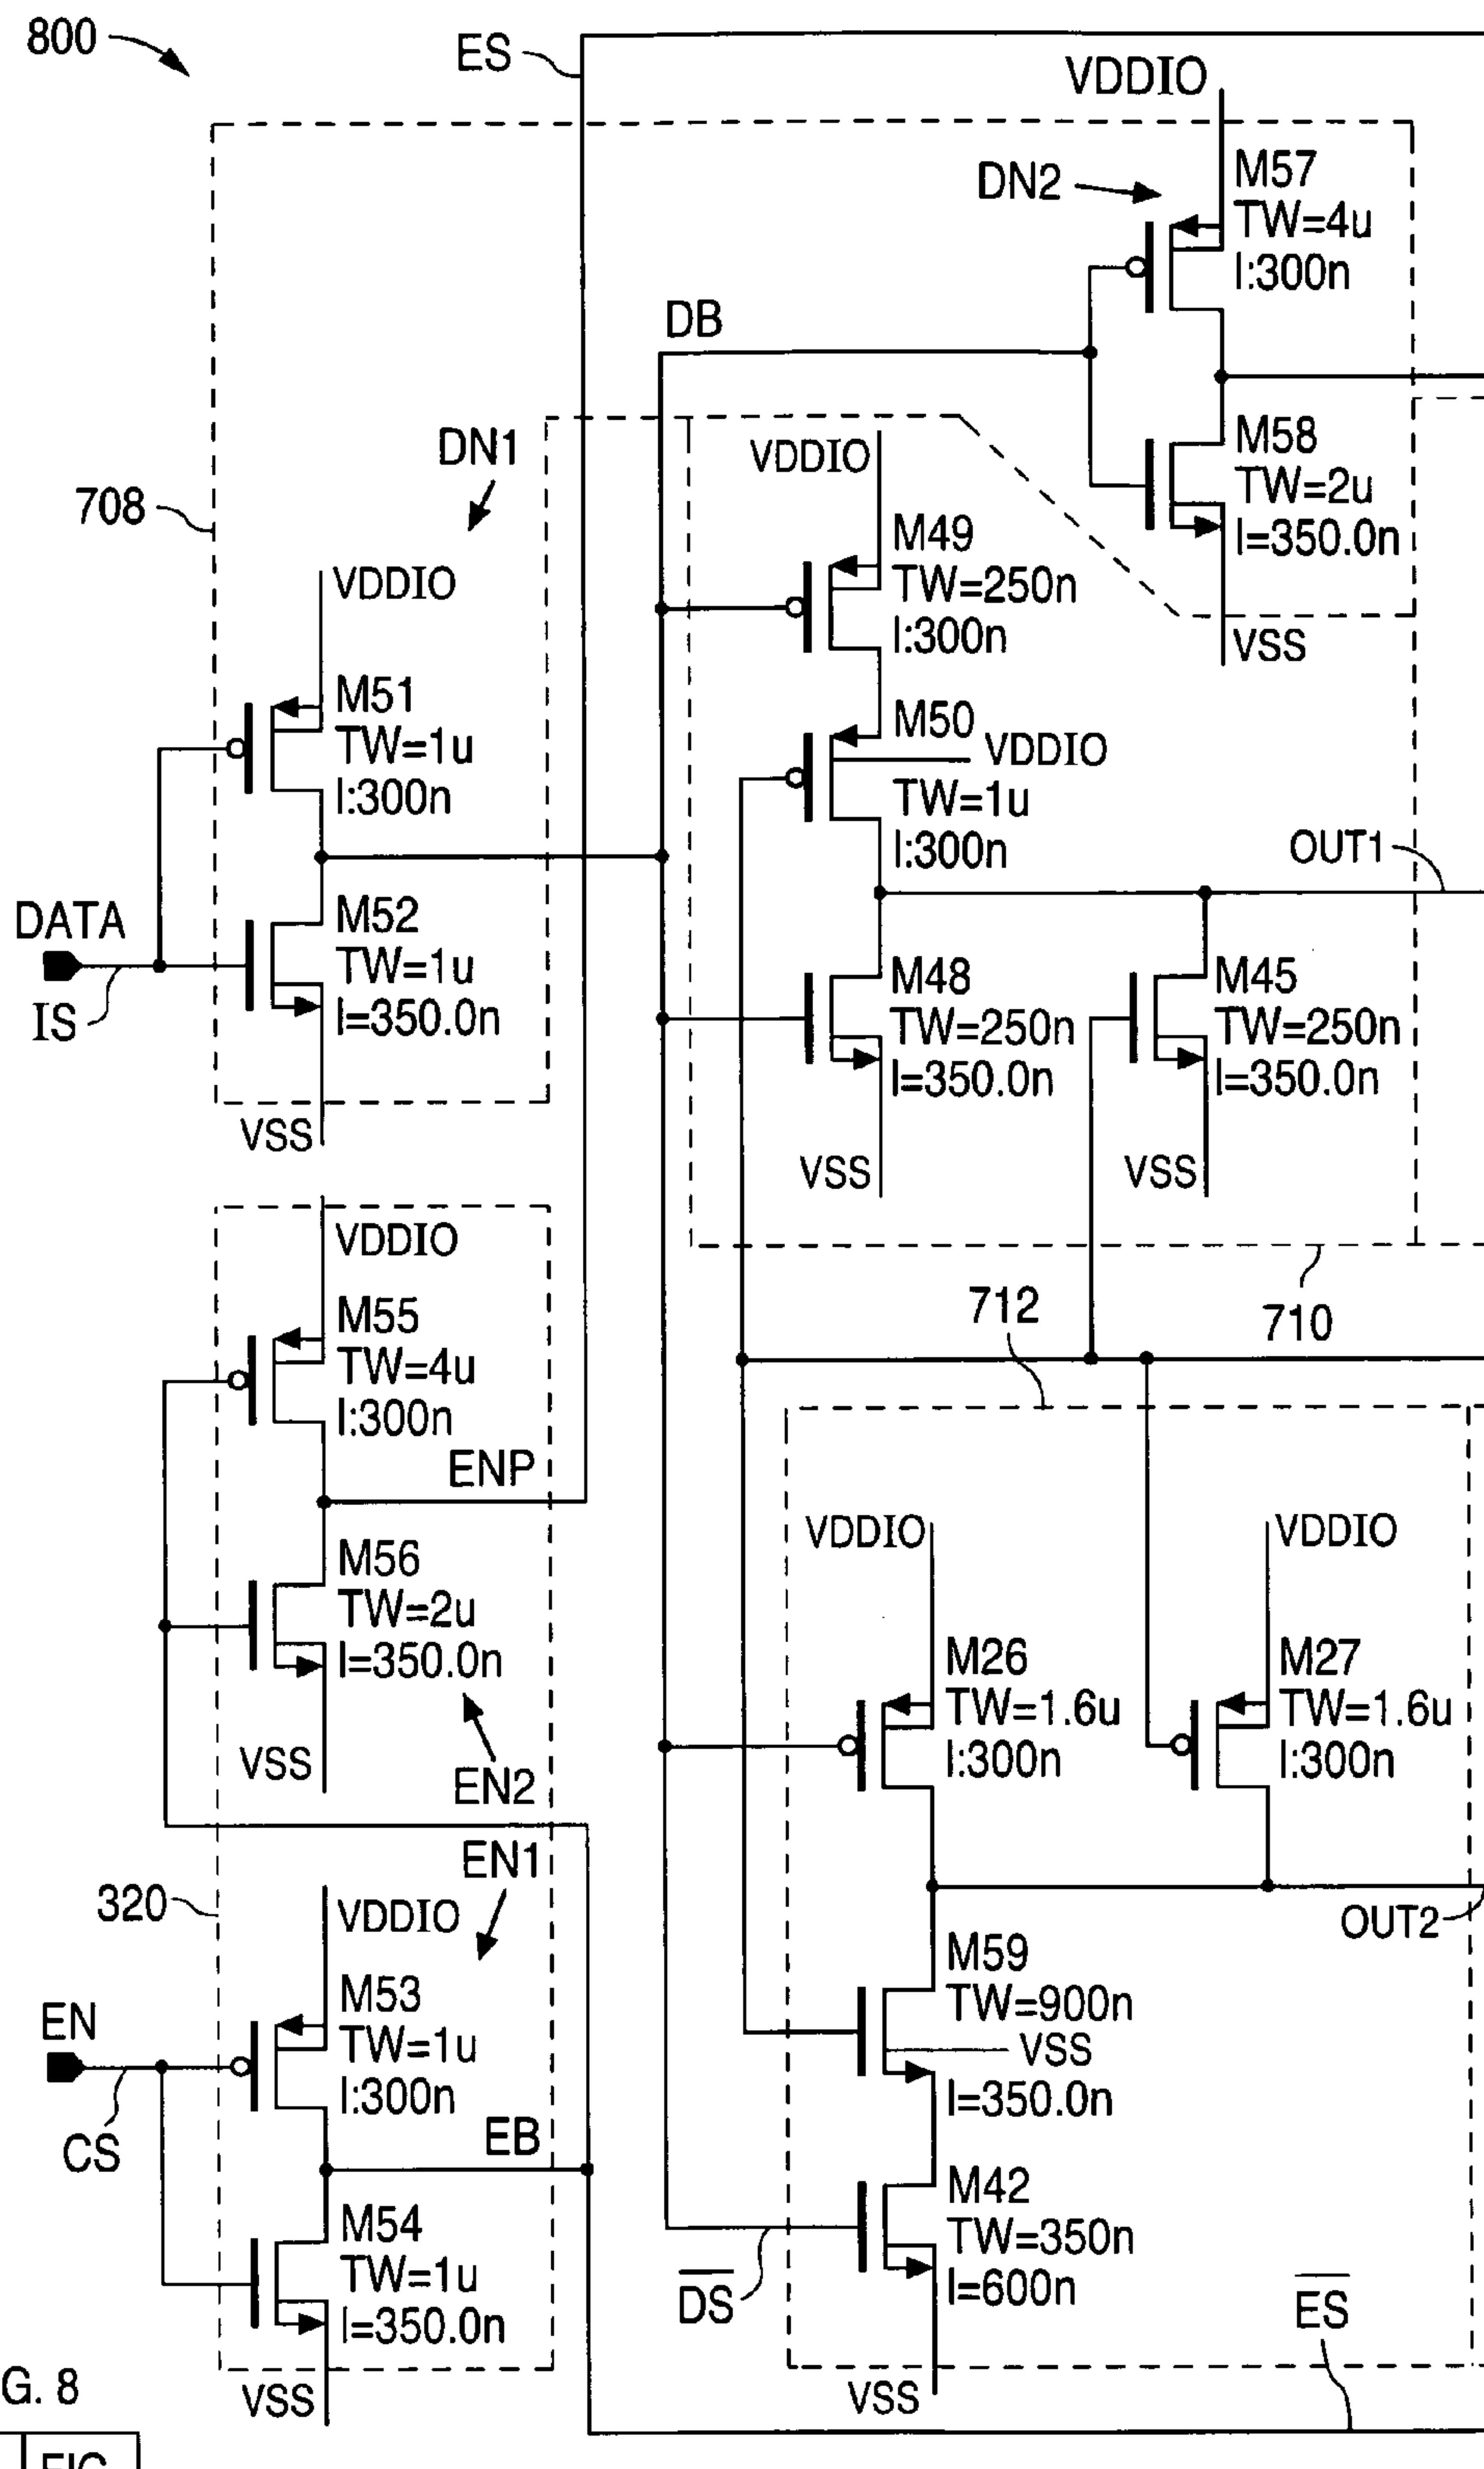 800
ES
VDDIO
DN2
M57
TW=4u
l:300n
DB
DN1
VDDIO
M58
TW=2u
l=350.0n
708
M49
TW=250n
l:300n
VDDIO
VSS
M51
TW=1u
l:300n
M50
VDDIO
TW=1u
l:300n
OUT1
DATA
M52
TW=1u
l=350.0n
IS
M48
TW=250n
l=350.0n
M45
TW=250n
l=350.0n
VSS
VSS
VSS
VDDIO
712
710
M55
TW=4u
l:300n
ENP
VDDIO
VDDIO
M56
TW=2u
l=350.0n
M26
TW=1.6u
l:300n
M27
TW=1.6u
l:300n
VSS
EN2
EN1
320
VDDIO
OUT2
M59
TW=900n
VSS
l=350.0n
EN
M53
TW=1u
l:300n
CS
EB
M42
TW=350n
l=600n
M54
TW=1u
l=350.0n
D̅S̅
E̅S̅
G. 8
VSS
VSS
FIG